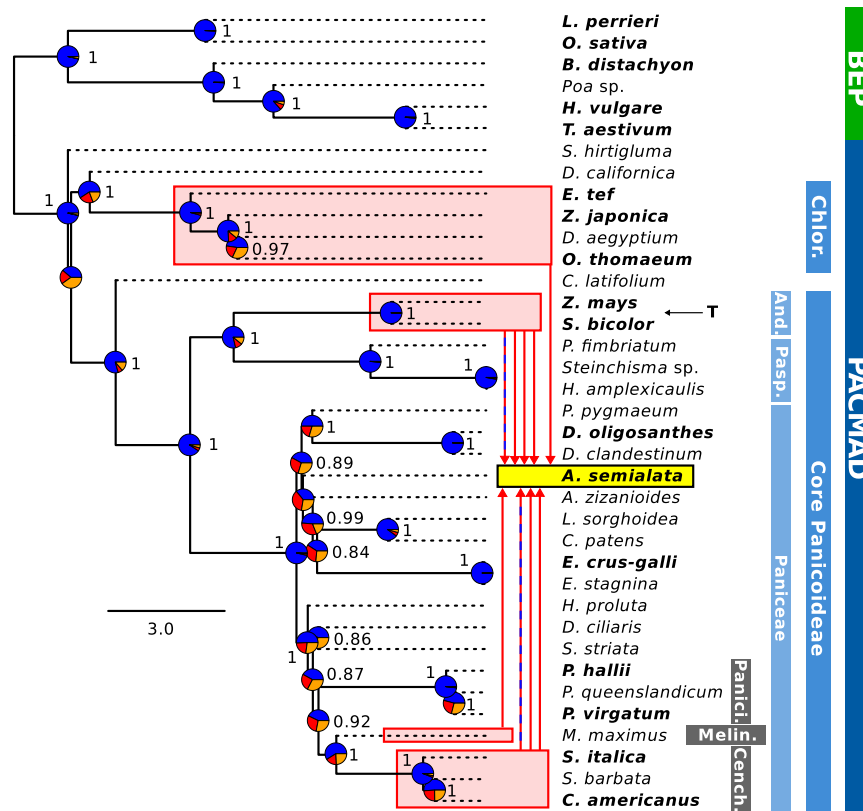 L. perrieri
1
O. sativa
B. distachyon
1
1
Poa sp.
1
H. vulgare
1
T. aestivum
BEP
S. hirtigluma
D. californica
1
1
E. tef
Z. japonica
1
1
D. aegyptium
0.97
O. thomaeum
Chlor.
C. latifolium
Z. mays
T
1
S. bicolor
And.
1
P. fimbriatum
1
Steinchisma sp.
1
H. amplexicaulis
Pasp.
PACMAD
P. pygmaeum
1
D. oligosanthes
1
1
D. clandestinum
0.89
A. semialata
A. zizanioides
0.99
L. sorghoidea
1
C. patens
1
0.84
1
E. crus-galli
E. stagnina
Paniceae
Core Panicoideae
3.0
H. proluta
D. ciliaris
0.86
S. striata
1
0.87
1
P. hallii
P. queenslandicum
1
P. virgatum
Panici.
0.92
M. maximus
Melin.
1
1
S. italica
S. barbata
1
C. americanus
Cench.